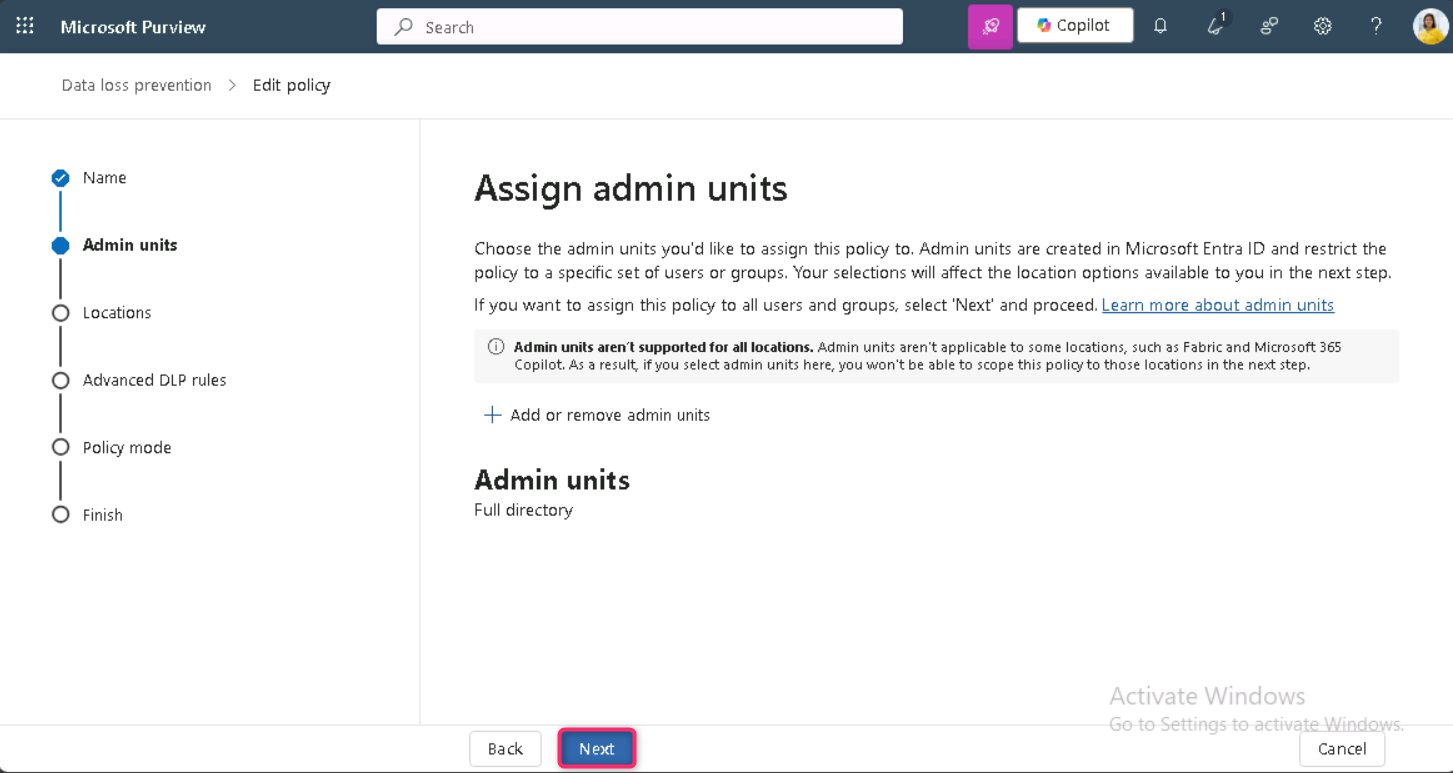 Microsoft Purview
Search
Copilot
1
?
Data loss prevention > Edit policy
Name
Admin units
Locations
Advanced DLP rules
Policy mode
Finish
Assign admin units
Choose the admin units you'd like to assign this policy to. Admin units are created in Microsoft Entra ID and restrict the
policy to a specific set of users or groups. Your selections will affect the location options available to you in the next step.
If you want to assign this policy to all users and groups, select 'Next' and proceed. Learn more about admin units
Admin units aren't supported for all locations. Admin units aren't applicable to some locations, such as Fabric and Microsoft 365
Copilot. As a result, if you select admin units here, you won't be able to scope this policy to those locations in the next step.
+ Add or remove admin units
Admin units
Full directory
Activate Windows
Go to Settings to activate Windows.
Back
Next
Cancel